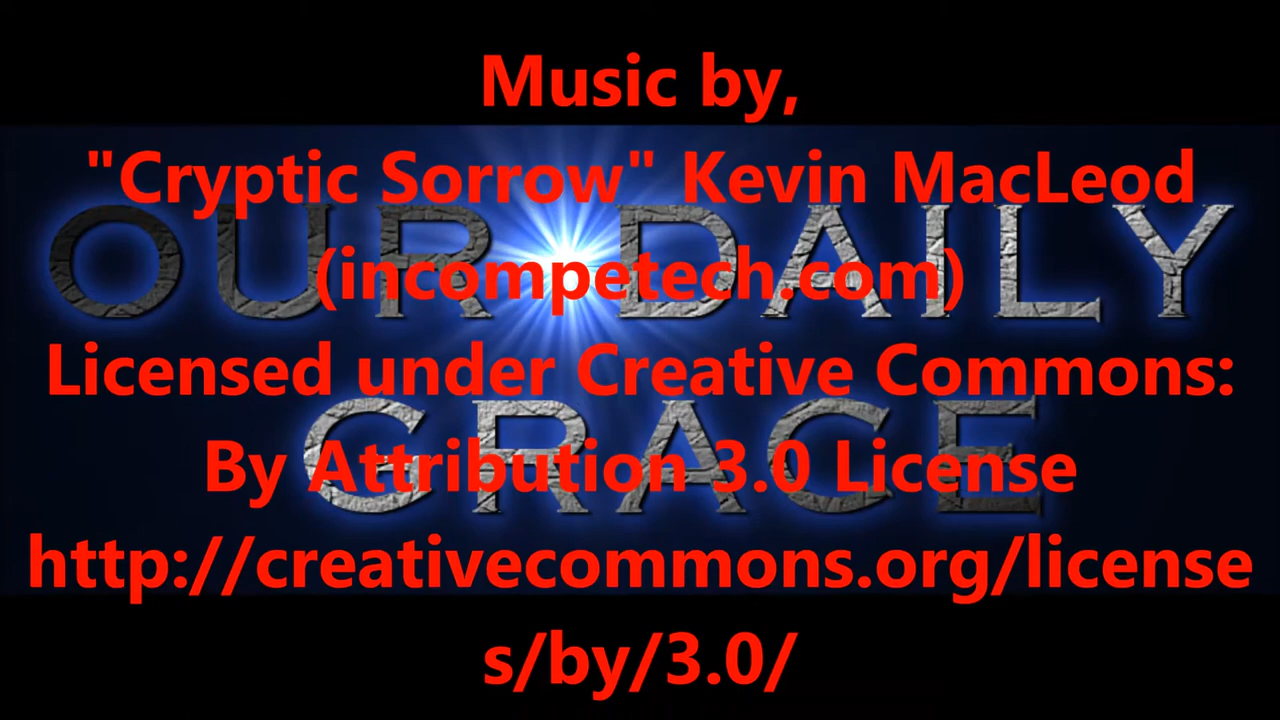 Music by,
"Cryptic Sorrow" Kevin MacLeod
(incompetech.com)
Licensed under Creative Commons:
By Attribution 3.0 License
http://creativecommons.org/license
s/by/3.0/
OUR DAILY
GRACE